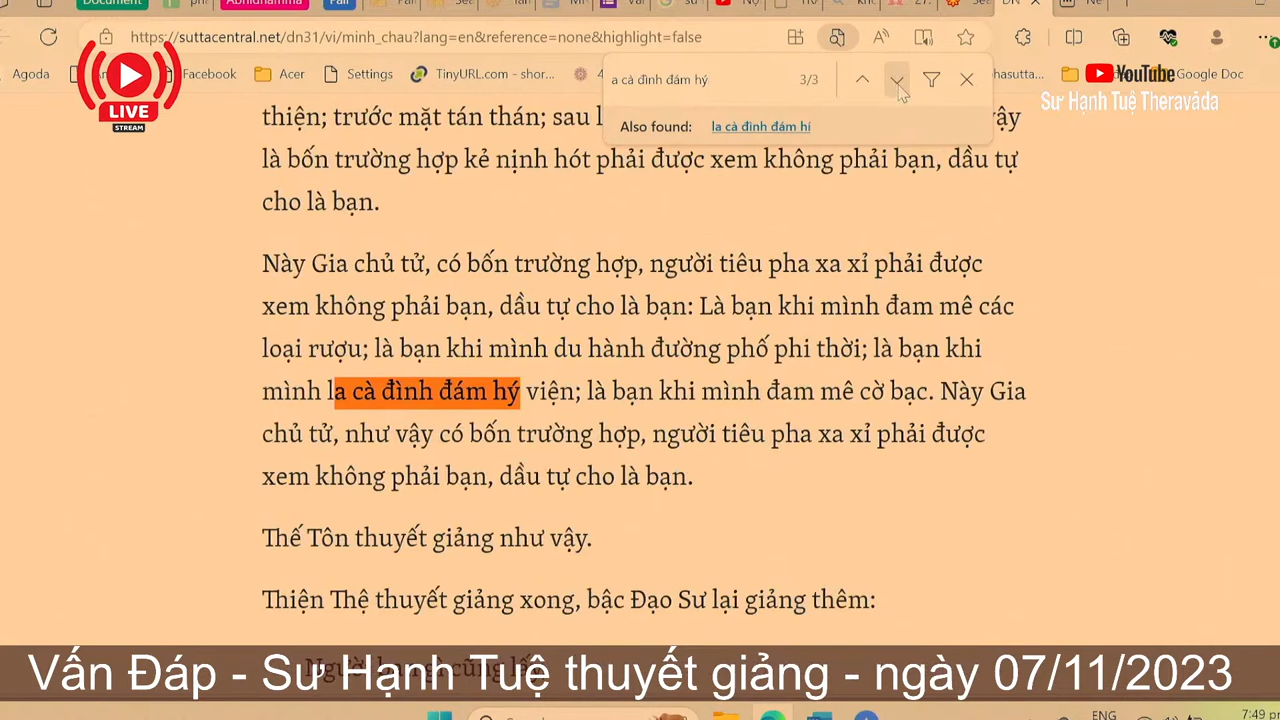 Document
Abhidhamma
Pali
DN
https://suttacentral.net/dn31/vi/minh_chau?lang=en&reference=none&highlight=false
Agoda
Facebook
Acer
Settings
TinyURL.com - shor...
Google Doc
LIVE
STREAM
YouTube
Sư Hạnh Tuệ Theravāda
a cà đình đám hý
3/3
Also found: la cà đình đám hí
thiện; trước mặt tán thán; sau l
vậy
là bốn trường hợp kẻ nịnh hót phải được xem không phải bạn, dầu tự
cho là bạn.
Này Gia chủ tử, có bốn trường hợp, người tiêu pha xa xỉ phải được
xem không phải bạn, dầu tự cho là bạn: Là bạn khi mình đam mê các
loại rượu; là bạn khi mình du hành đường phố phi thời; là bạn khi
mình la cà đình đám hý viện; là bạn khi mình đam mê cờ bạc. Này Gia
chủ tử, như vậy có bốn trường hợp, người tiêu pha xa xỉ phải được
xem không phải bạn, dầu tự cho là bạn.
Thế Tôn thuyết giảng như vậy.
Thiện Thệ thuyết giảng xong, bậc Đạo Sư lại giảng thêm:
Vấn Đáp - Sư Hạnh Tuệ thuyết giảng - ngày 07/11/2023
ENG
7:49